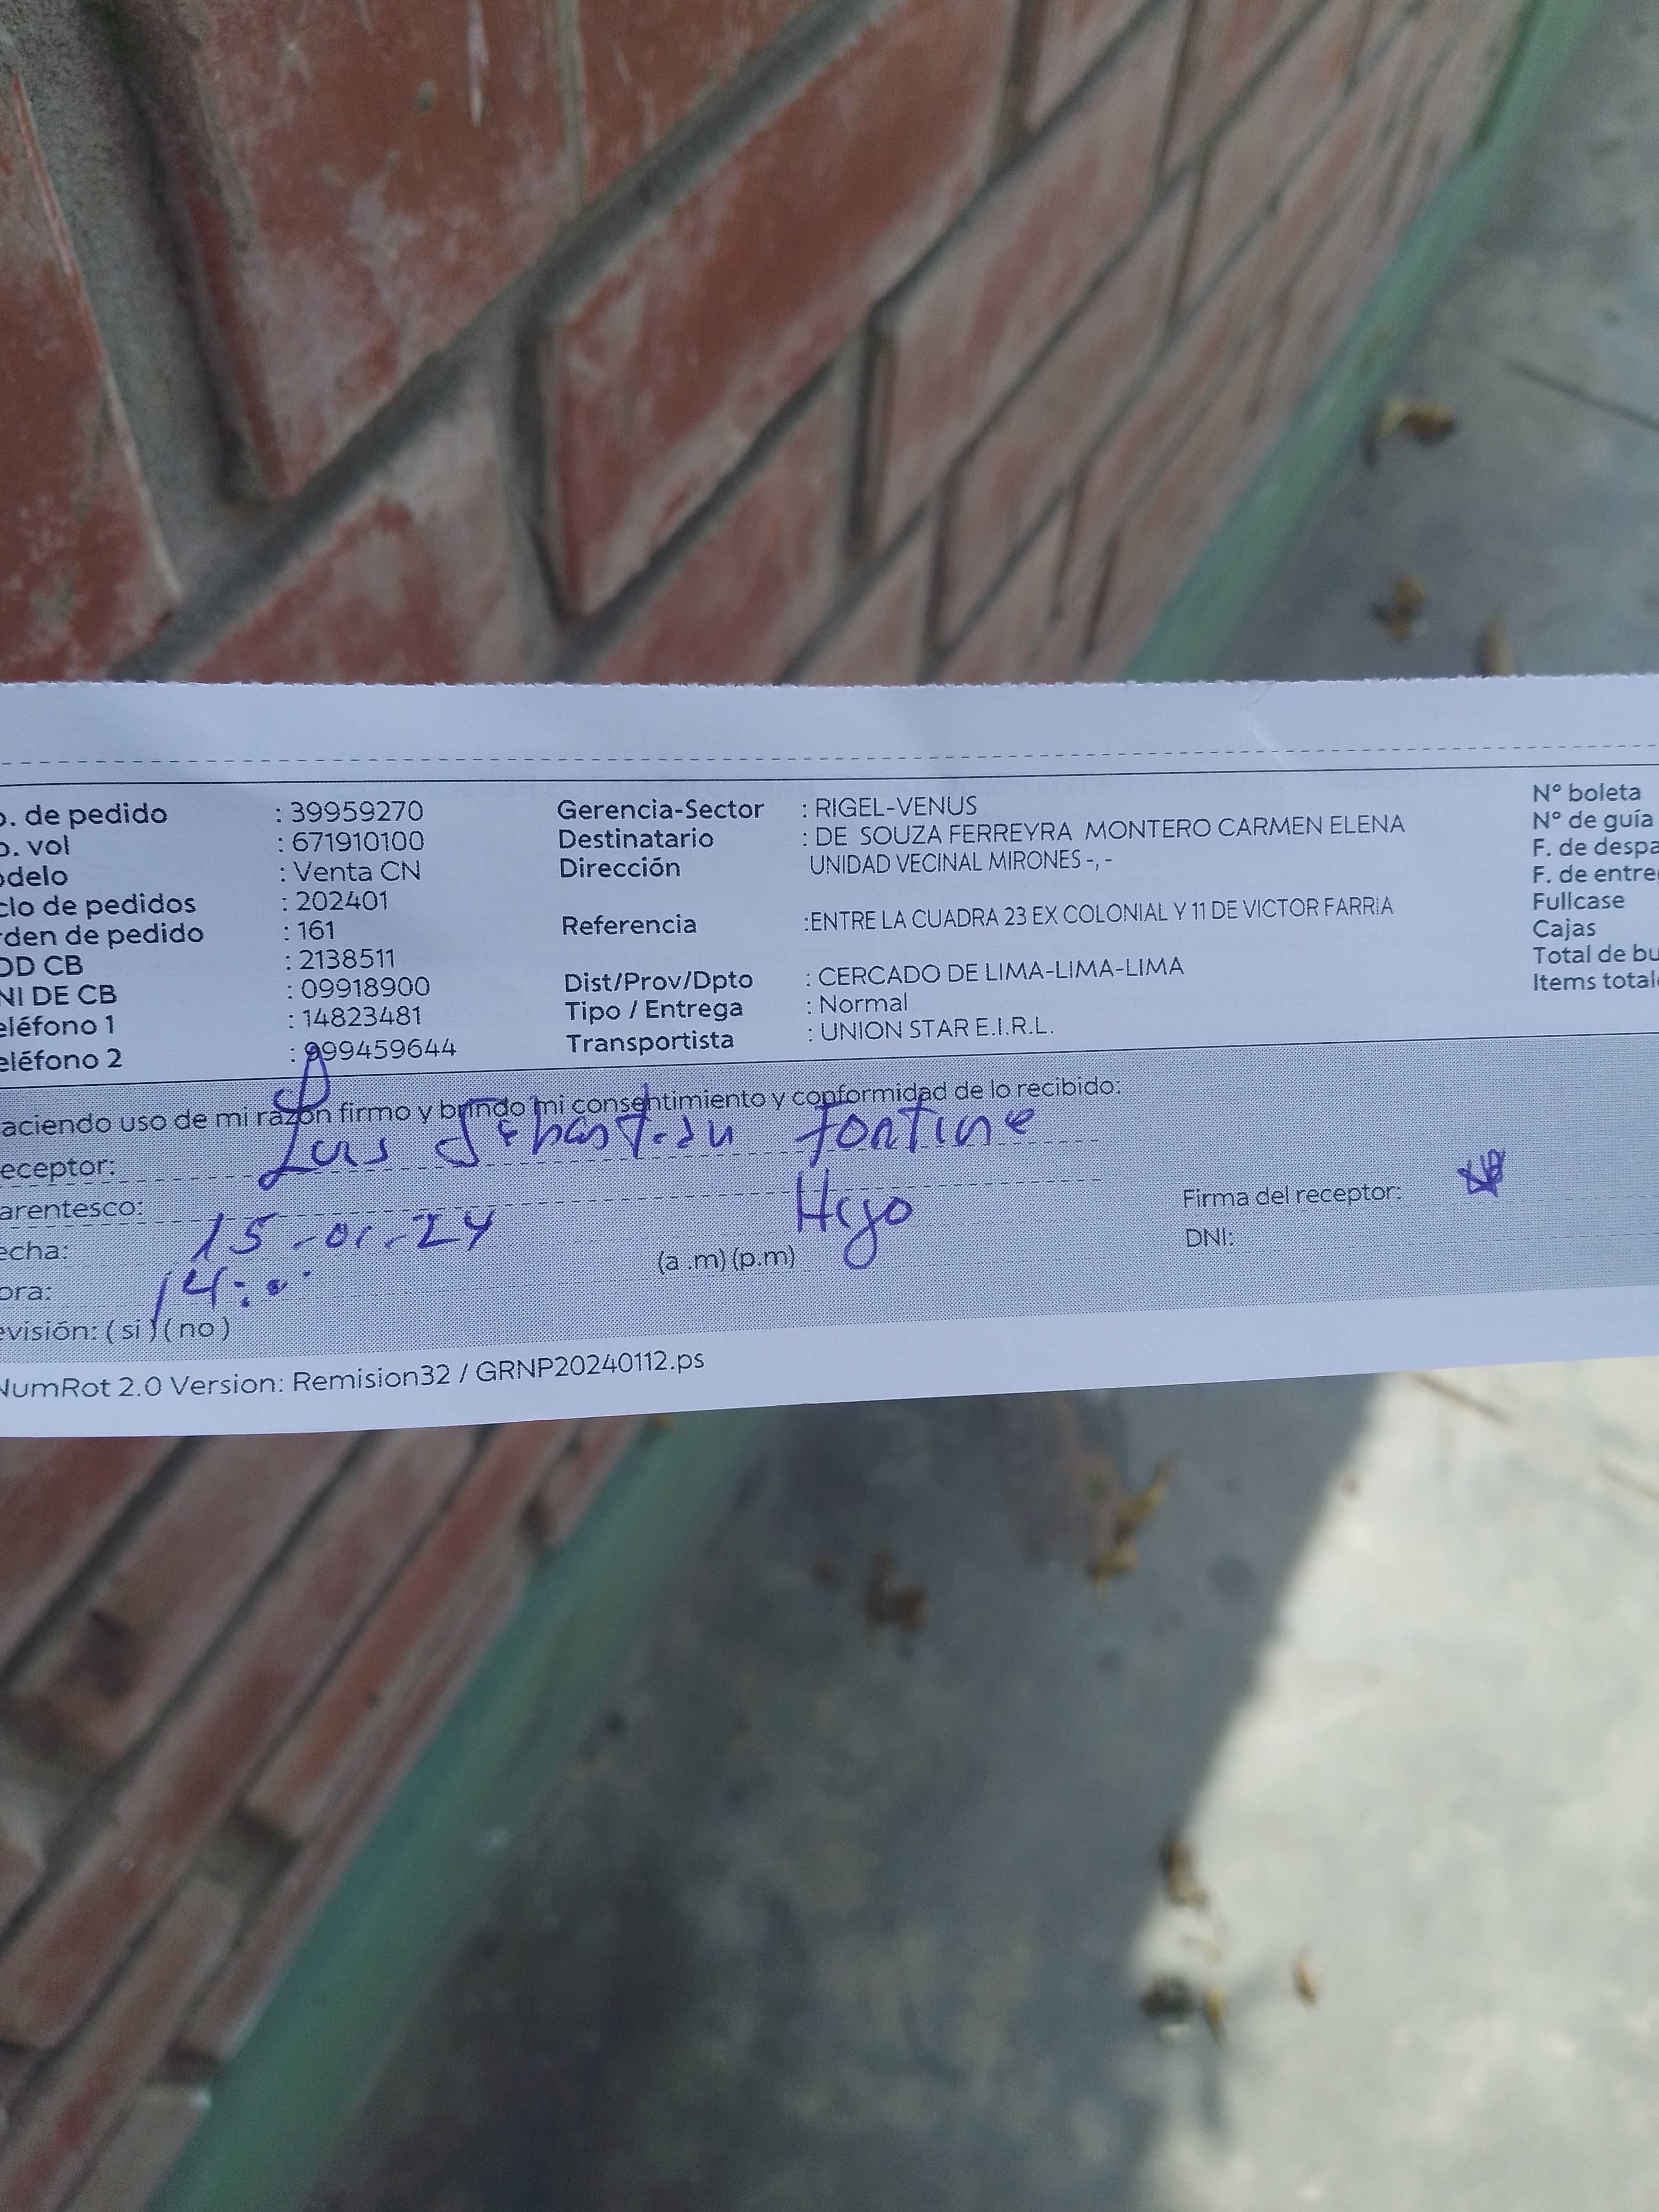 o. de pedido : 39959270 Gerencia-Sector : RIGEL-VENUS N° boleta
o. vol : 671910100 Destinatario : DE SOUZA FERREYRA MONTERO CARMEN ELENA N° de guía
odelo : Venta CN Dirección UNIDAD VECINAL MIRONES -, - F. de despa
clo de pedidos : 202401 F. de entre
rden de pedido : 161 Referencia :ENTRE LA CUADRA 23 EX COLONIAL Y 11 DE VICTOR FARRIA Fullcase
OD CB : 2138511 Cajas
NI DE CB : 09918900 Dist/Prov/Dpto : CERCADO DE LIMA-LIMA-LIMA Total de bu
eléfono 1 : 14823481 Tipo / Entrega : Normal Items total
eléfono 2 : 999459644 Transportista : UNION STAR E.I.R.L.
aciendo uso de mi razón firmo y brindo mi consentimiento y conformidad de lo recibido:
eceptor: Luis Sebastian Fontine
arentesco: Hijo Firma del receptor:
echa: 15-01-24 (a .m) (p.m) DNI:
ora: 14:00
evisión: ( si ) ( no )
NumRot 2.0 Version: Remision32 / GRNP20240112.ps